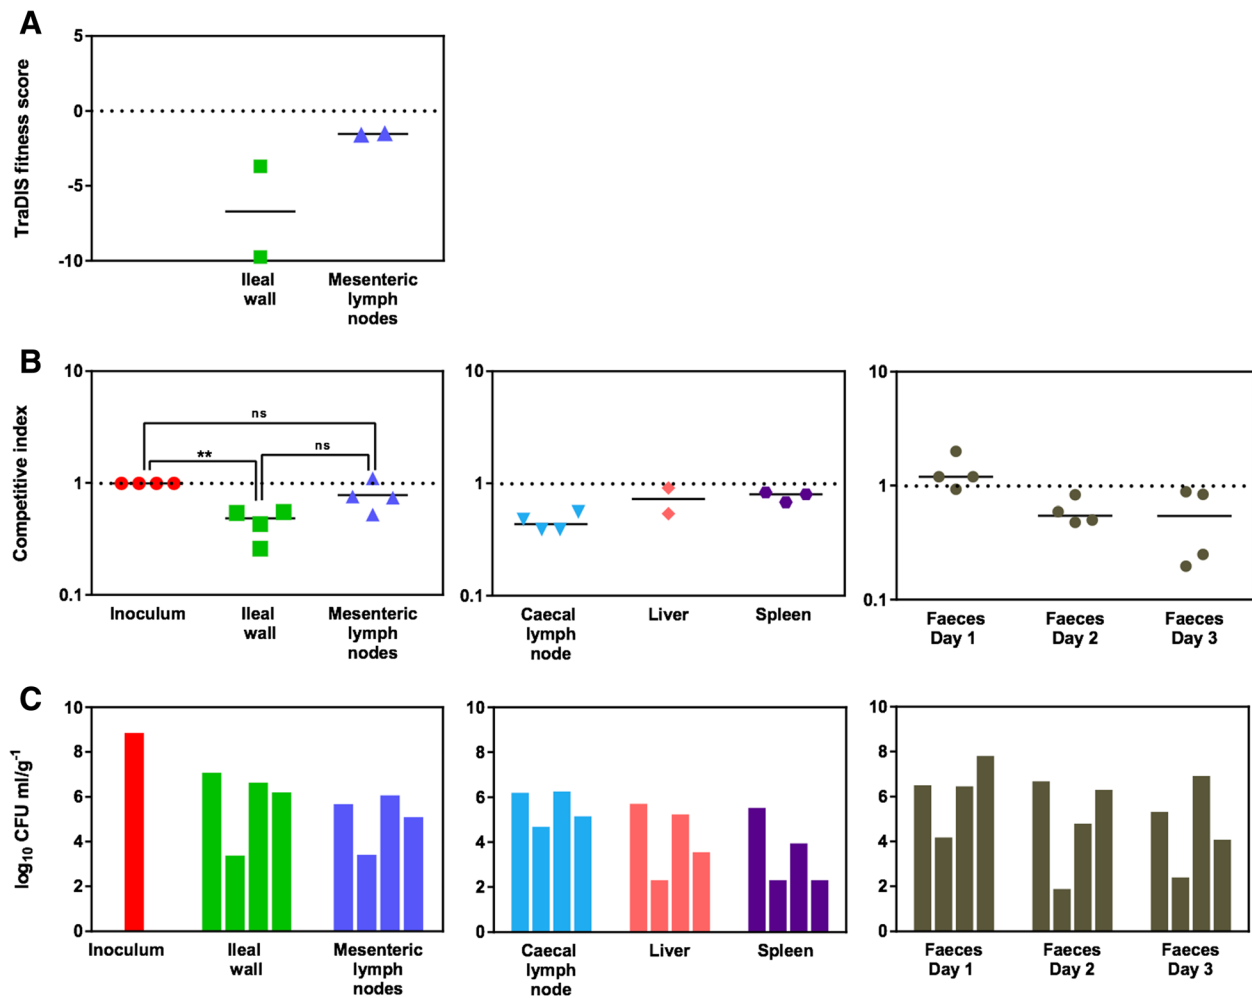 A
TraDIS fitness score
5
0
-5
-10
Ileal
wall
Mesenteric
lymph
nodes
B
Competitive index
10
1
0.1
ns
**
ns
Inoculum
Ileal
wall
Mesenteric
lymph
nodes
10
1
0.1
Caecal
lymph
node
Liver
Spleen
10
1
0.1
Faeces
Day 1
Faeces
Day 2
Faeces
Day 3
C
log10 CFU ml/g-1
10
8
6
4
2
0
Inoculum
Ileal
wall
Mesenteric
lymph
nodes
10
8
6
4
2
0
Caecal
lymph
node
Liver
Spleen
10
8
6
4
2
0
Faeces
Day 1
Faeces
Day 2
Faeces
Day 3